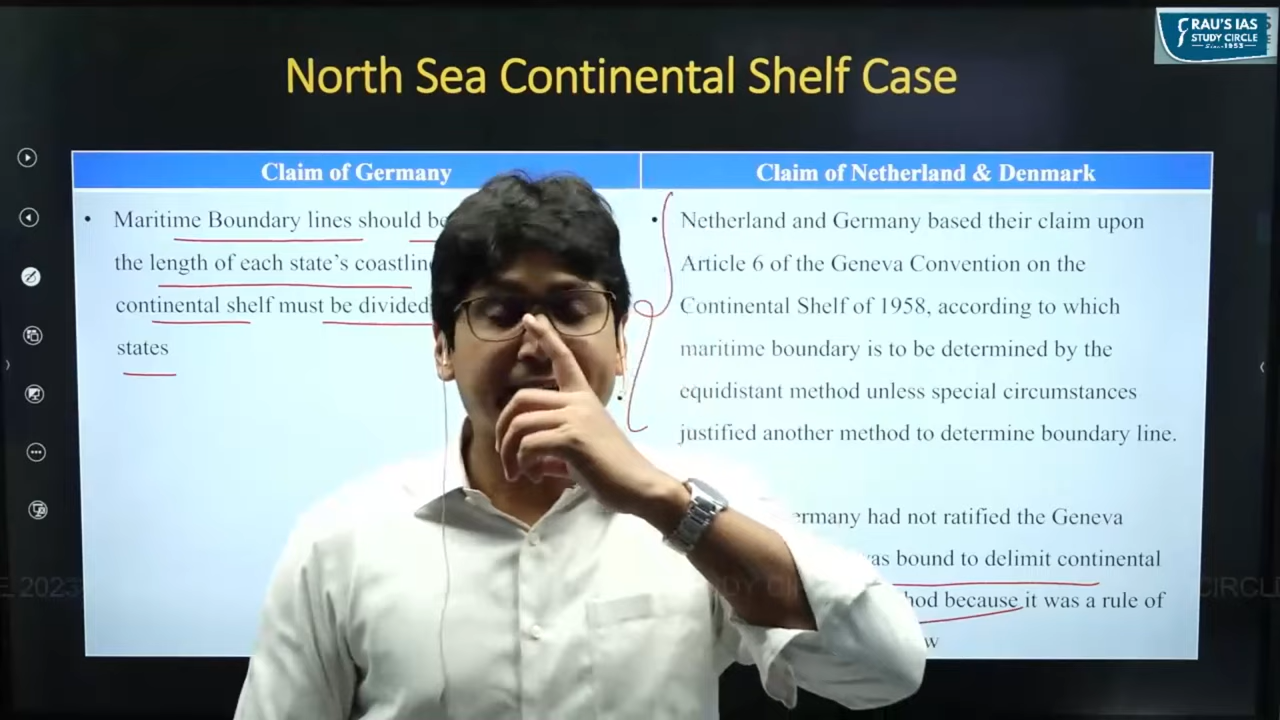 RAU'S IAS
STUDY CIRCLE
Since 1953
North Sea Continental Shelf Case
Claim of Germany
Claim of Netherland & Denmark
• Maritime Boundary lines should be
the length of each state's
continental shelf must be divided
states
• Netherland and Germany based their claim upon
Article 6 of the Geneva Convention on the
Continental Shelf of 1958, according to which
maritime boundary is to be determined by the
equidistant method unless special circumstances
justified another method to determine boundary line.
had not ratified the Geneva
bound to delimit continental
because it was a rule of
2023
CIRCLE